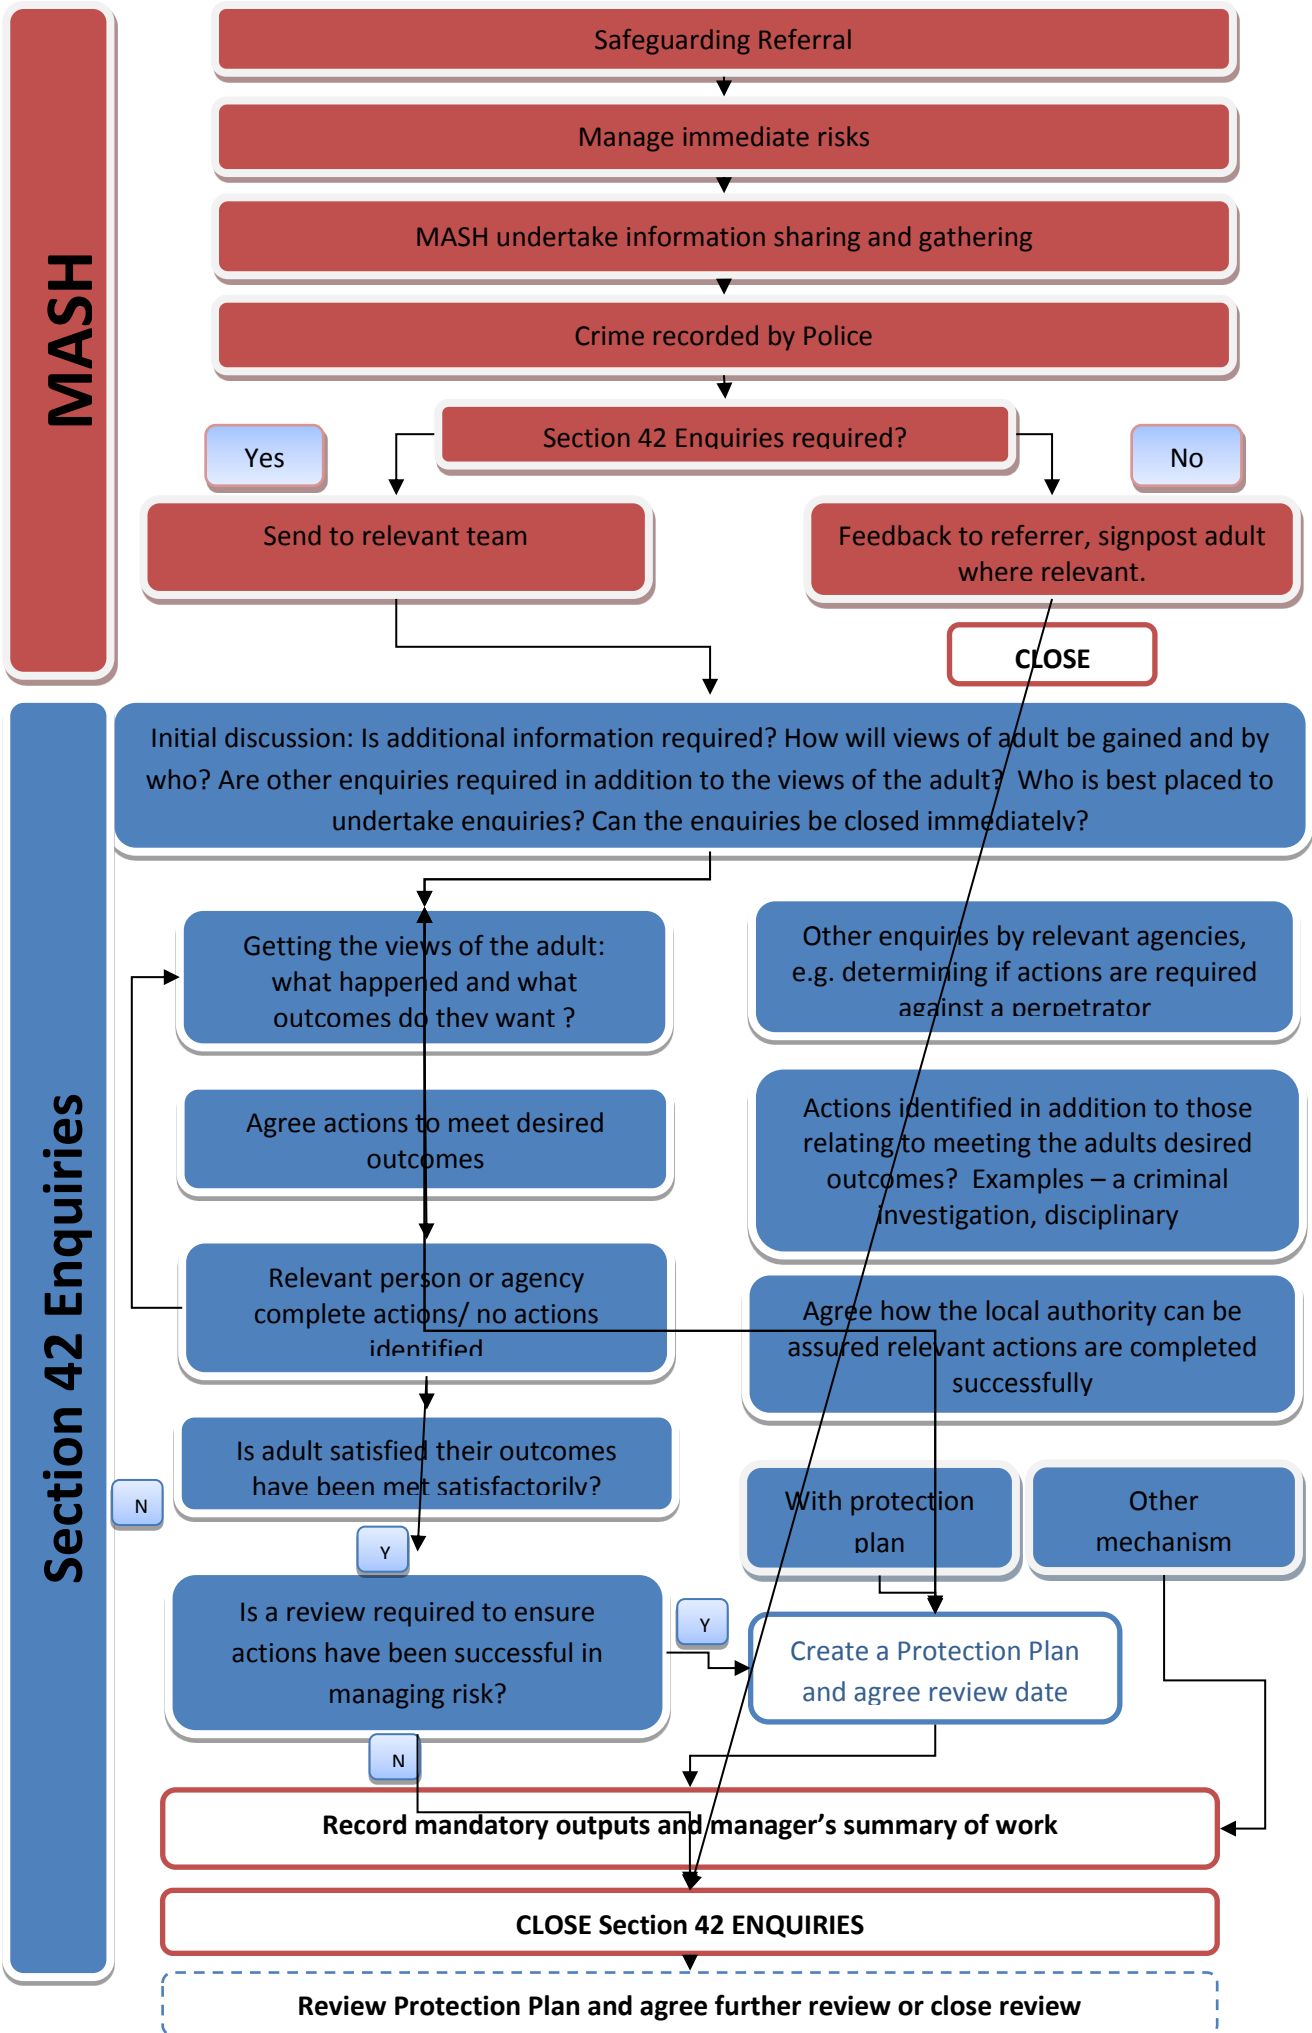 MASH
Safeguarding Referral
Manage immediate risks
MASH undertake information sharing and gathering
Crime recorded by Police
Section 42 Enquiries required?
Yes
No
Send to relevant team
Feedback to referrer, signpost adult
where relevant.
CLOSE
Section 42 Enquiries
Initial discussion: Is additional information required? How will views of adult be gained and by
who? Are other enquiries required in addition to the views of the adult?  Who is best placed to
undertake enquiries? Can the enquiries be closed immediately?
Getting the views of the adult:
what happened and what
outcomes do they want ?
Other enquiries by relevant agencies,
e.g. determining if actions are required
against a perpetrator
Agree actions to meet desired
outcomes
Actions identified in addition to those
relating to meeting the adults desired
outcomes?  Examples – a criminal
investigation, disciplinary
Relevant person or agency
complete actions/ no actions
identified
Agree how the local authority can be
assured relevant actions are completed
successfully
Is adult satisfied their outcomes
have been met satisfactorily?
N
Y
With protection
plan
Other
mechanism
Is a review required to ensure
actions have been successful in
managing risk?
Y
Create a Protection Plan
and agree review date
N
Record mandatory outputs and manager’s summary of work
CLOSE Section 42 ENQUIRIES
Review Protection Plan and agree further review or close review